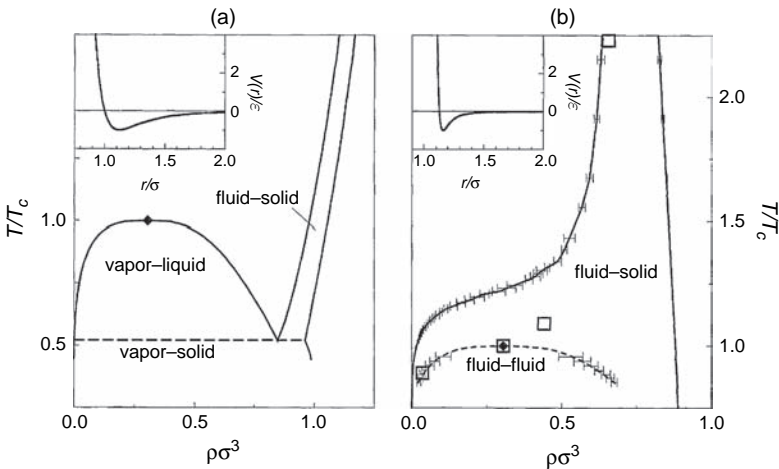 (a)
2
0
V(r)/ε
1.0
1.5
2.0
r/σ
fluid–solid
1.0
vapor–liquid
T/Tc
0.5
vapor–solid
0.0
0.5
1.0
ρσ³
(b)
2
0
V(r)/ε
1.0
1.5
2.0
r/σ
2.0
1.5
T/Tc
fluid–solid
1.0
fluid–fluid
0.0
0.5
1.0
ρσ³